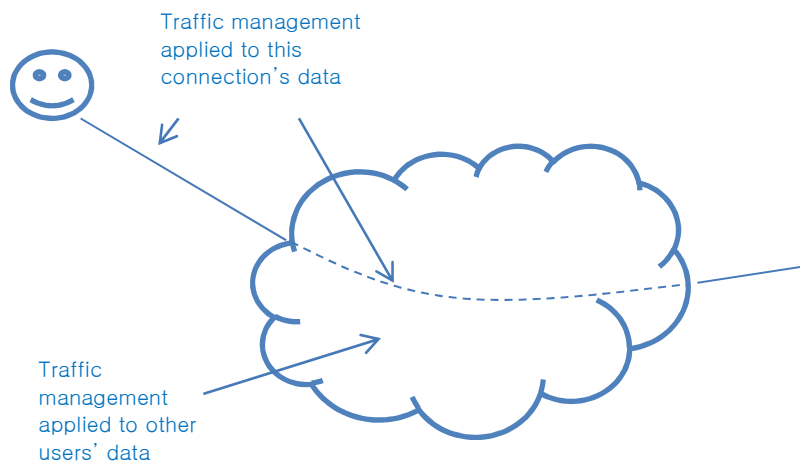 Traffic management
applied to this
connection's data
Traffic
management
applied to other
users' data